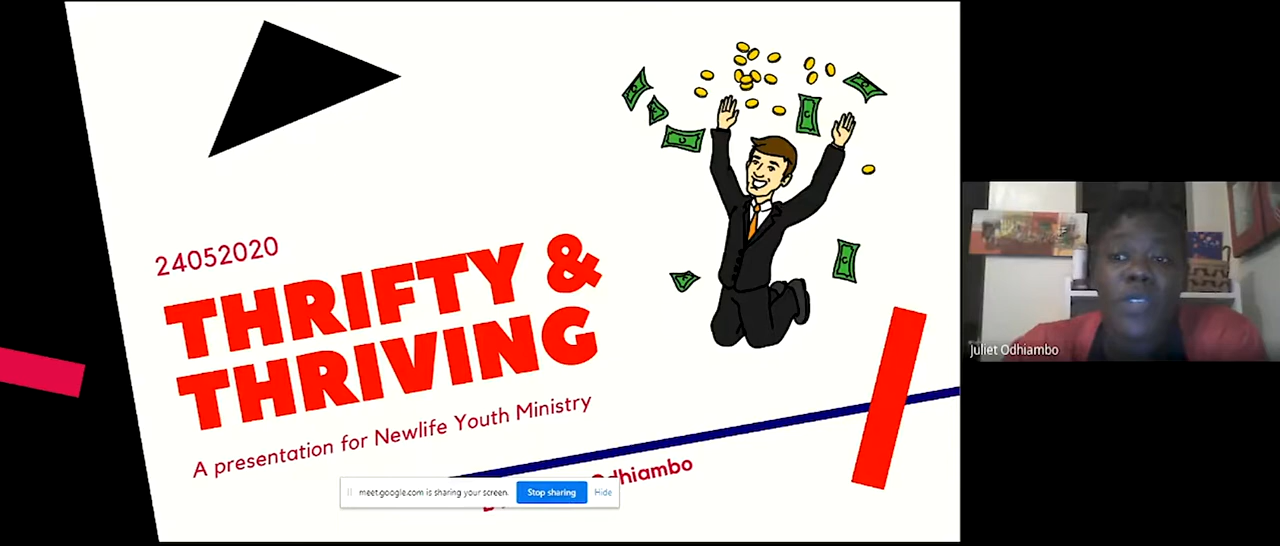 24052020
THRIFTY &
THRIVING
A presentation for Newlife Youth Ministry
Odhiambo
meet.google.com is sharing your screen.
Stop sharing
Hide
Juliet Odhiambo